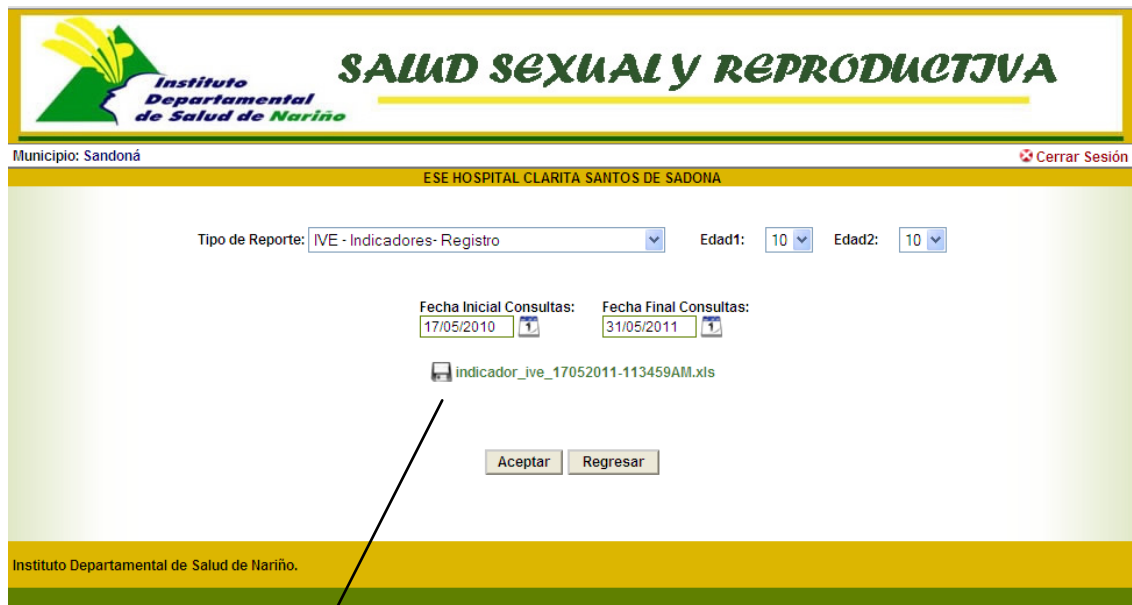 Instituto
Departamental
de Salud de Nariño
SALUD SEXUAL Y REPRODUCTIVA
Municipio: Sandoná Cerrar Sesión
ESE HOSPITAL CLARITA SANTOS DE SADONA
Tipo de Reporte: IVE - Indicadores- Registro Edad1: 10 Edad2: 10
Fecha Inicial Consultas: Fecha Final Consultas:
17/05/2010 1 31/05/2011 1
indicador_ive_17052011-113459AM.xls
Aceptar Regresar
Instituto Departamental de Salud de Nariño.